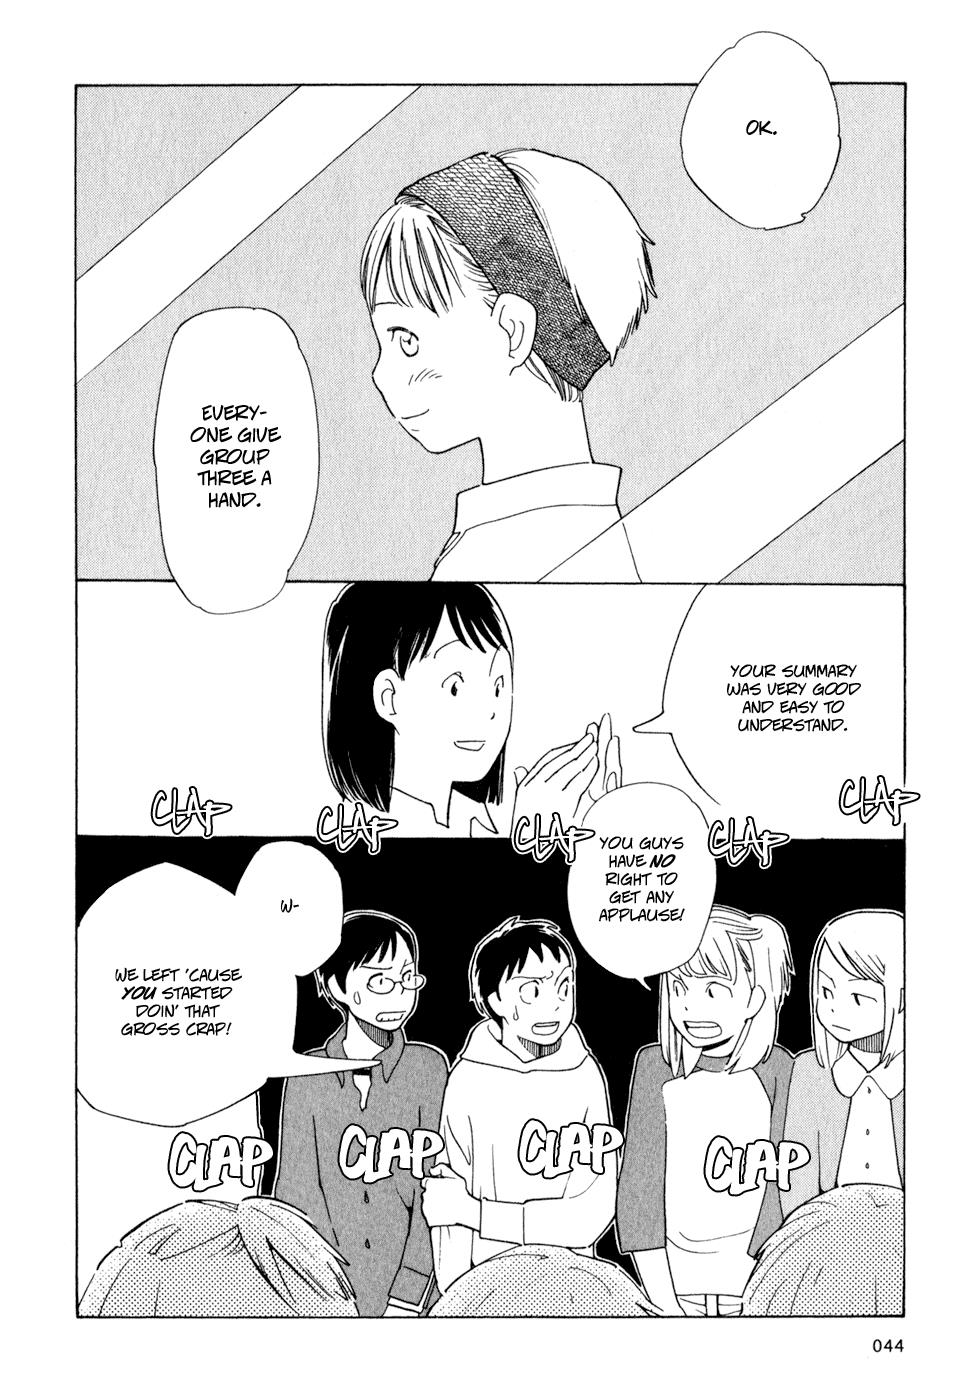 OK.
EVERY-
ONE GIVE
GROUP
THREE A
HAND.
YOUR SUMMARY
WAS VERY GOOD
AND EASY TO
UNDERSTAND.
CLAP
CLAP
CLAP
CLAP
CLAP
YOU GUYS
HAVE NO
RIGHT TO
GET ANY
APPLAUSE!
W-
WE LEFT 'CAUSE
YOU STARTED
DOIN' THAT
GROSS CRAP!
CLAP
CLAP
CLAP
CLAP
044